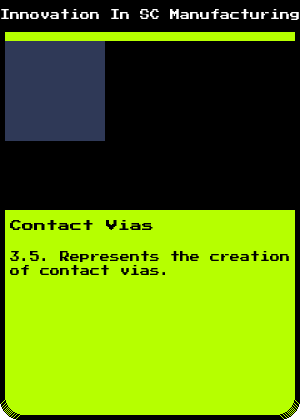 Innovation In SC Manufacturing
Contact Vias
3.5. Represents the creation
of contact vias.